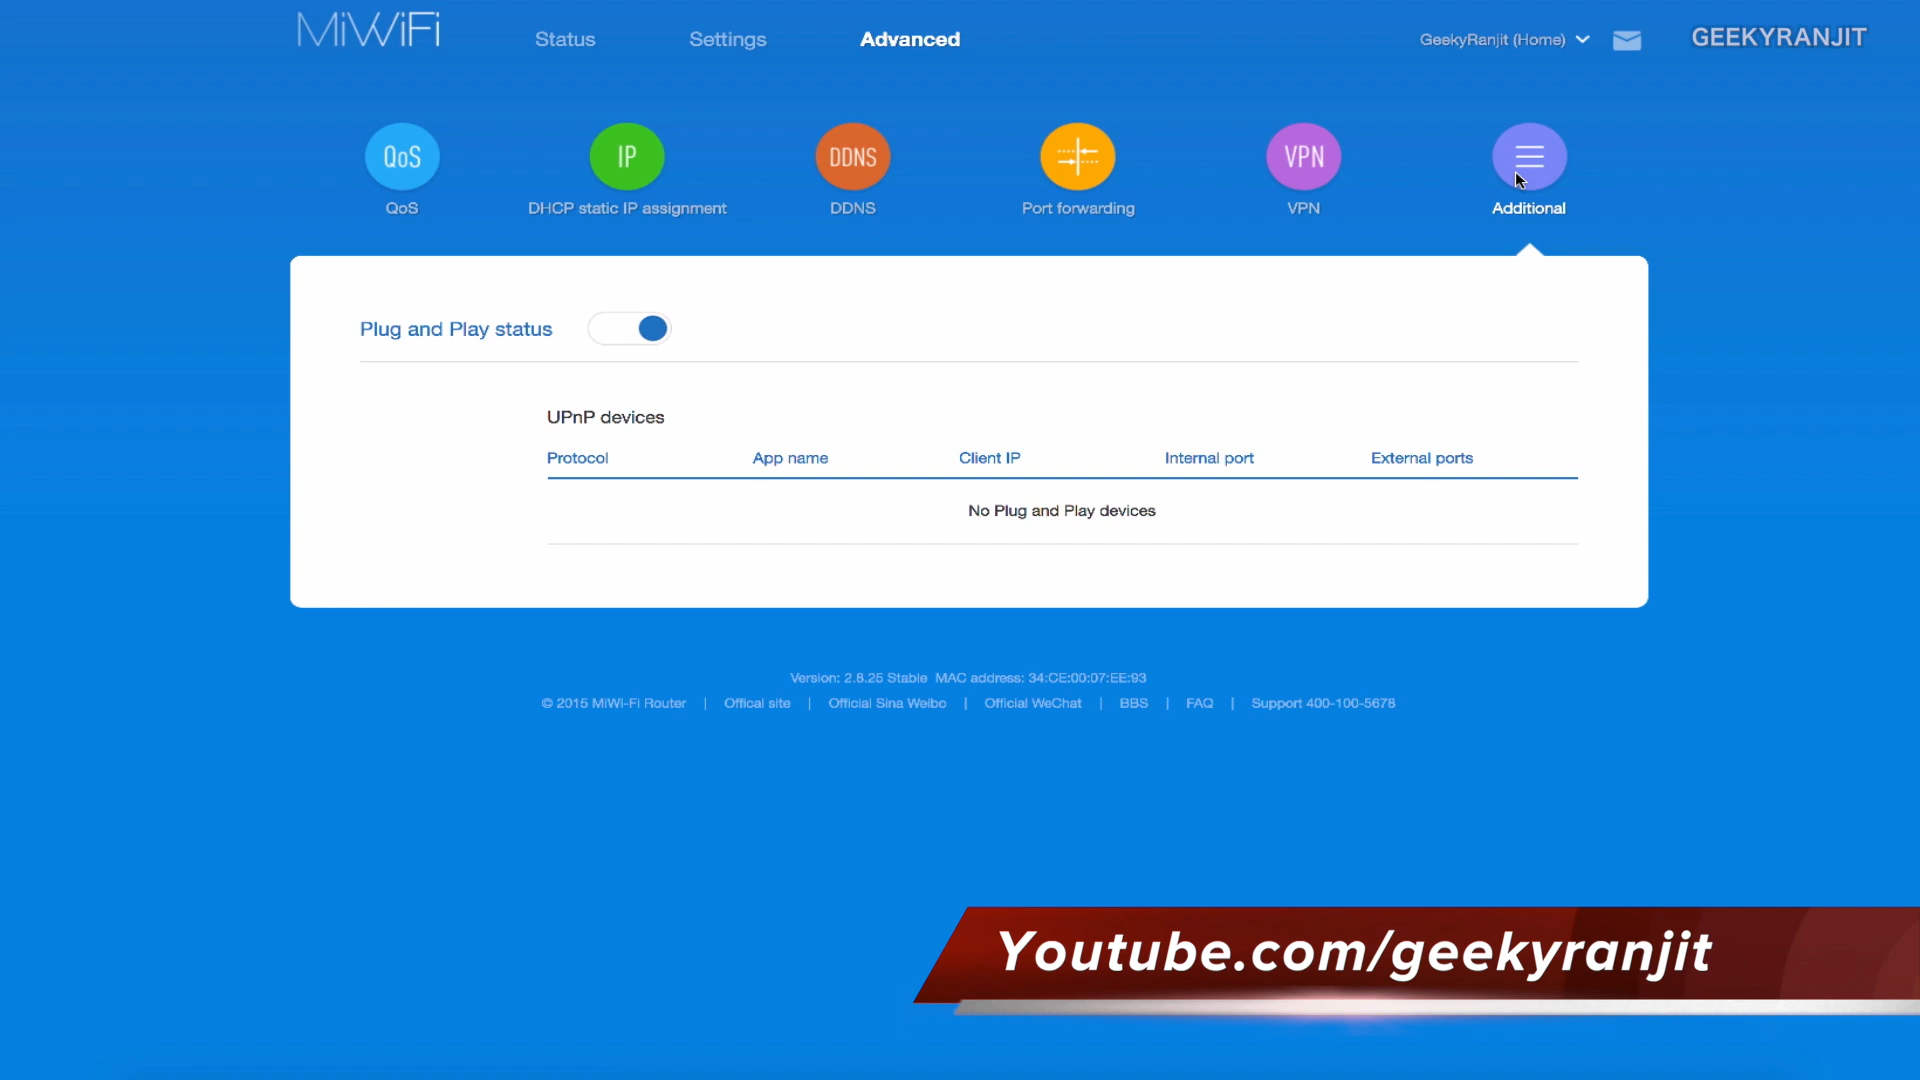 MiWiFi Status Settings Advanced GeekyRanjit (Home) GEEKYRANJIT
QoS IP DDNS VPN
QoS DHCP static IP assignment DDNS Port forwarding VPN Additional
Plug and Play status
UPnP devices
Protocol App name Client IP Internal port External ports
No Plug and Play devices
Version: 2.8.25 Stable MAC address: 34:CE:00:07:EE:93
© 2015 MiWi-Fi Router | Offical site | Official Sina Weibo | Official WeChat | BBS | FAQ | Support 400-100-5678
Youtube.com/geekyranjit